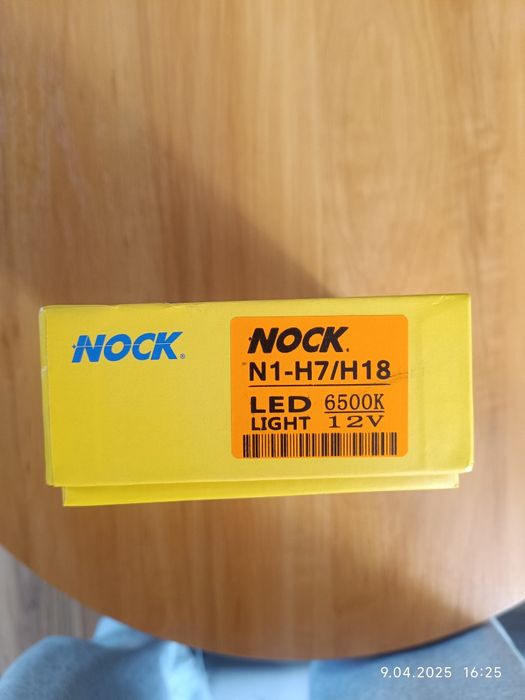 NOCK®
NOCK®
N1-H7/H18
LED 6500K
LIGHT 12V
9.04.2025 16:25